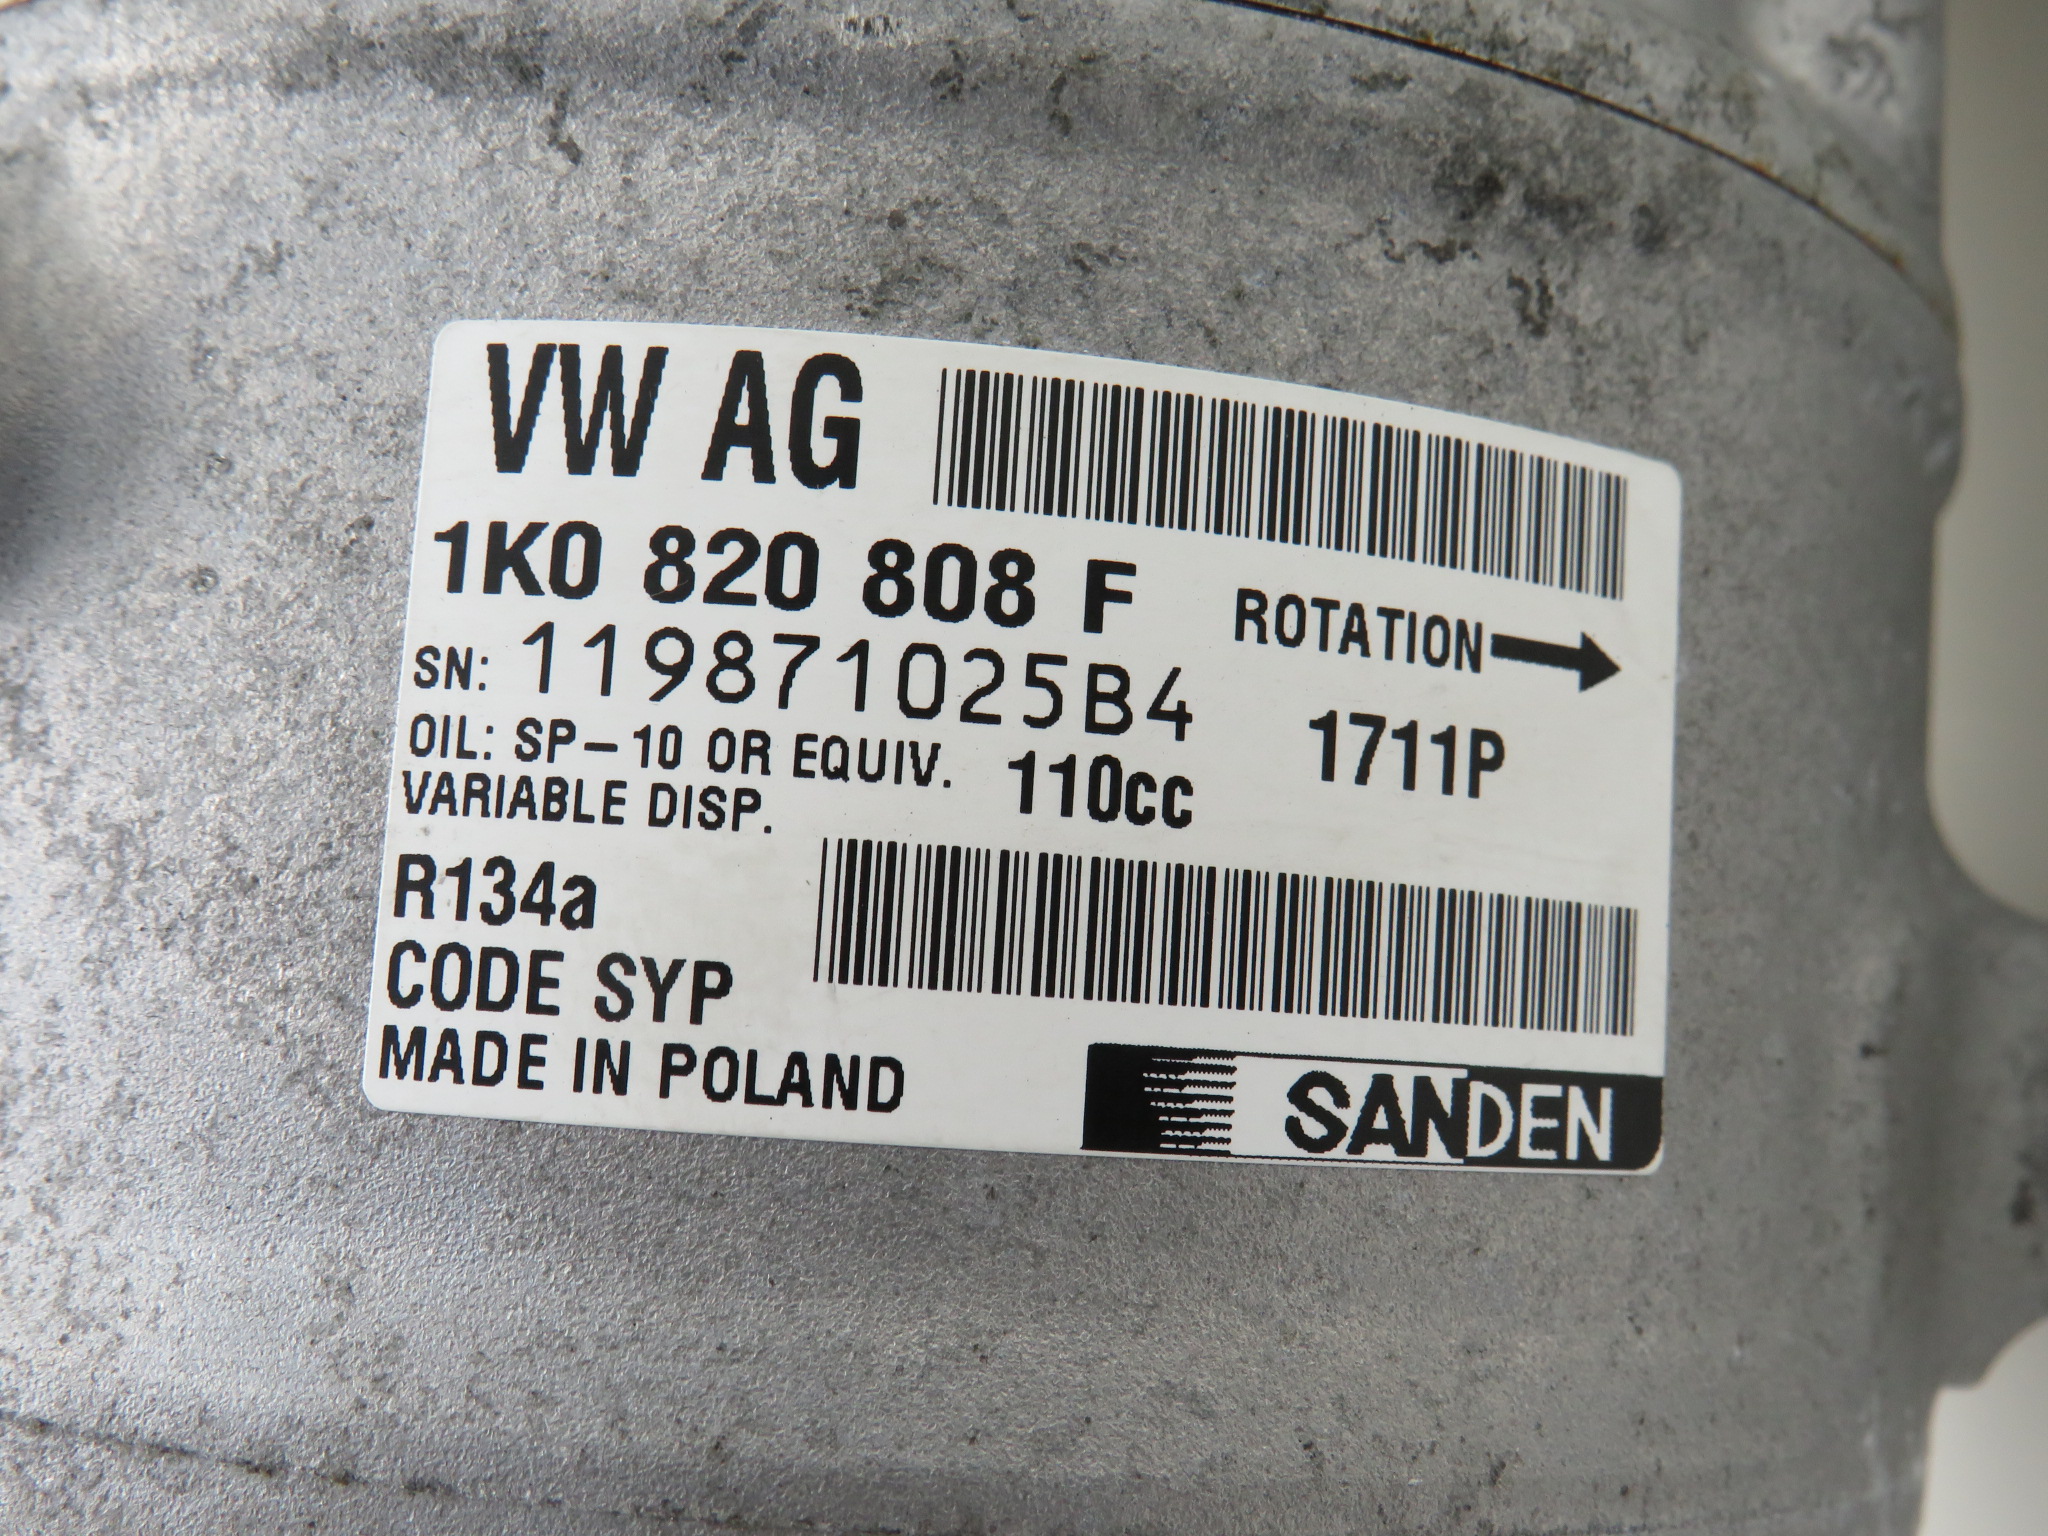 VW AG
1K0 820 808 F
ROTATION
SN: 119871025B4
1711P
OIL: SP-10 OR EQUIV. 110cc
VARIABLE DISP.
R134a
CODE SYP
MADE IN POLAND
SANDEN